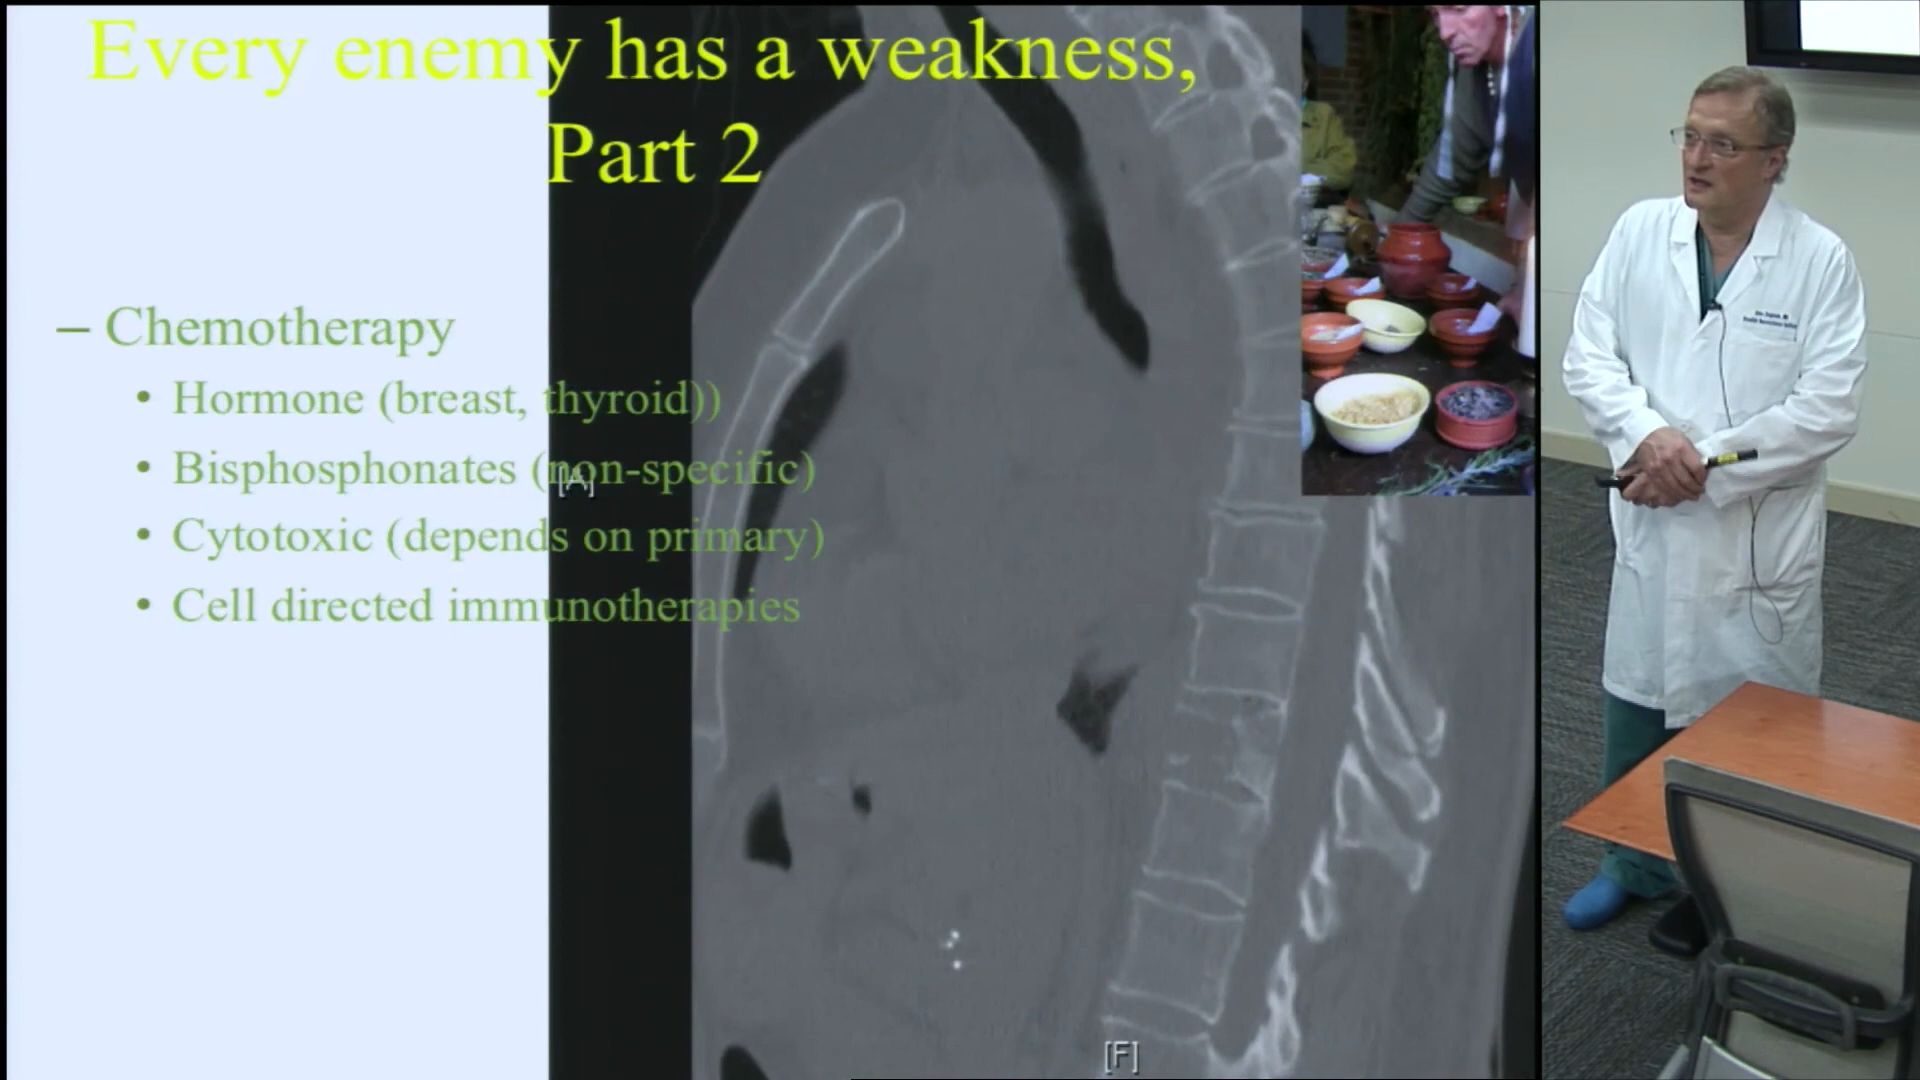 Every enemy has a weakness,
Part 2
– Chemotherapy
• Hormone (breast, thyroid))
• Bisphosphonates (non-specific)
• Cytotoxic (depends on primary)
• Cell directed immunotherapies
[A]
[F]